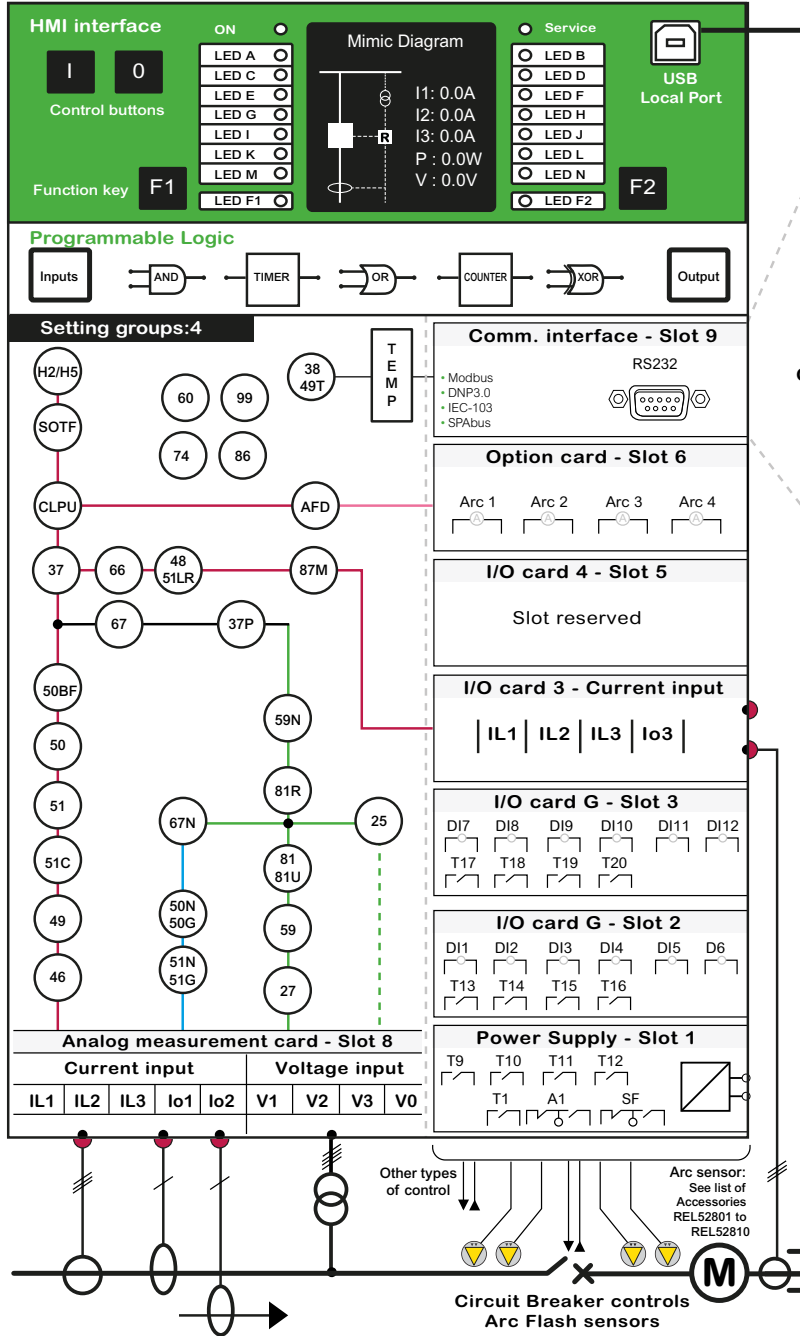 HMI interface
ON
Service
I
0
Control buttons
Function key
F1
LED A
LED C
LED E
LED G
LED I
LED K
LED M
LED F1
Mimic Diagram
R
I1: 0.0A
I2: 0.0A
I3: 0.0A
P : 0.0W
V : 0.0V
LED B
LED D
LED F
LED H
LED J
LED L
LED N
LED F2
F2
USB
Local Port
Programmable Logic
Inputs
AND
TIMER
OR
COUNTER
XOR
Output
Setting groups:4
H2/H5
SOTF
60
99
74
86
38
49T
T
E
M
P
CLPU
AFD
37
66
48
51LR
87M
67
37P
50BF
59N
50
81R
51
67N
25
51C
81
81U
49
50N
50G
59
46
51N
51G
27
Comm. interface - Slot 9
RS232
• Modbus
• DNP3.0
• IEC-103
• SPAbus
Option card - Slot 6
Arc 1 Arc 2 Arc 3 Arc 4
A A A A
I/O card 4 - Slot 5
Slot reserved
I/O card 3 - Current input
IL1 IL2 IL3 Io3
I/O card G - Slot 3
DI7 DI8 DI9 DI10 DI11 DI12
T17 T18 T19 T20
I/O card G - Slot 2
DI1 DI2 DI3 DI4 DI5 D6
T13 T14 T15 T16
Power Supply - Slot 1
T9 T10 T11 T12
T1 A1 SF
Analog measurement card - Slot 8
Current input Voltage input
IL1 IL2 IL3 Io1 Io2 V1 V2 V3 V0
Other types
of control
Arc sensor:
See list of
Accessories
REL52801 to
REL52810
M
Circuit Breaker controls
Arc Flash sensors